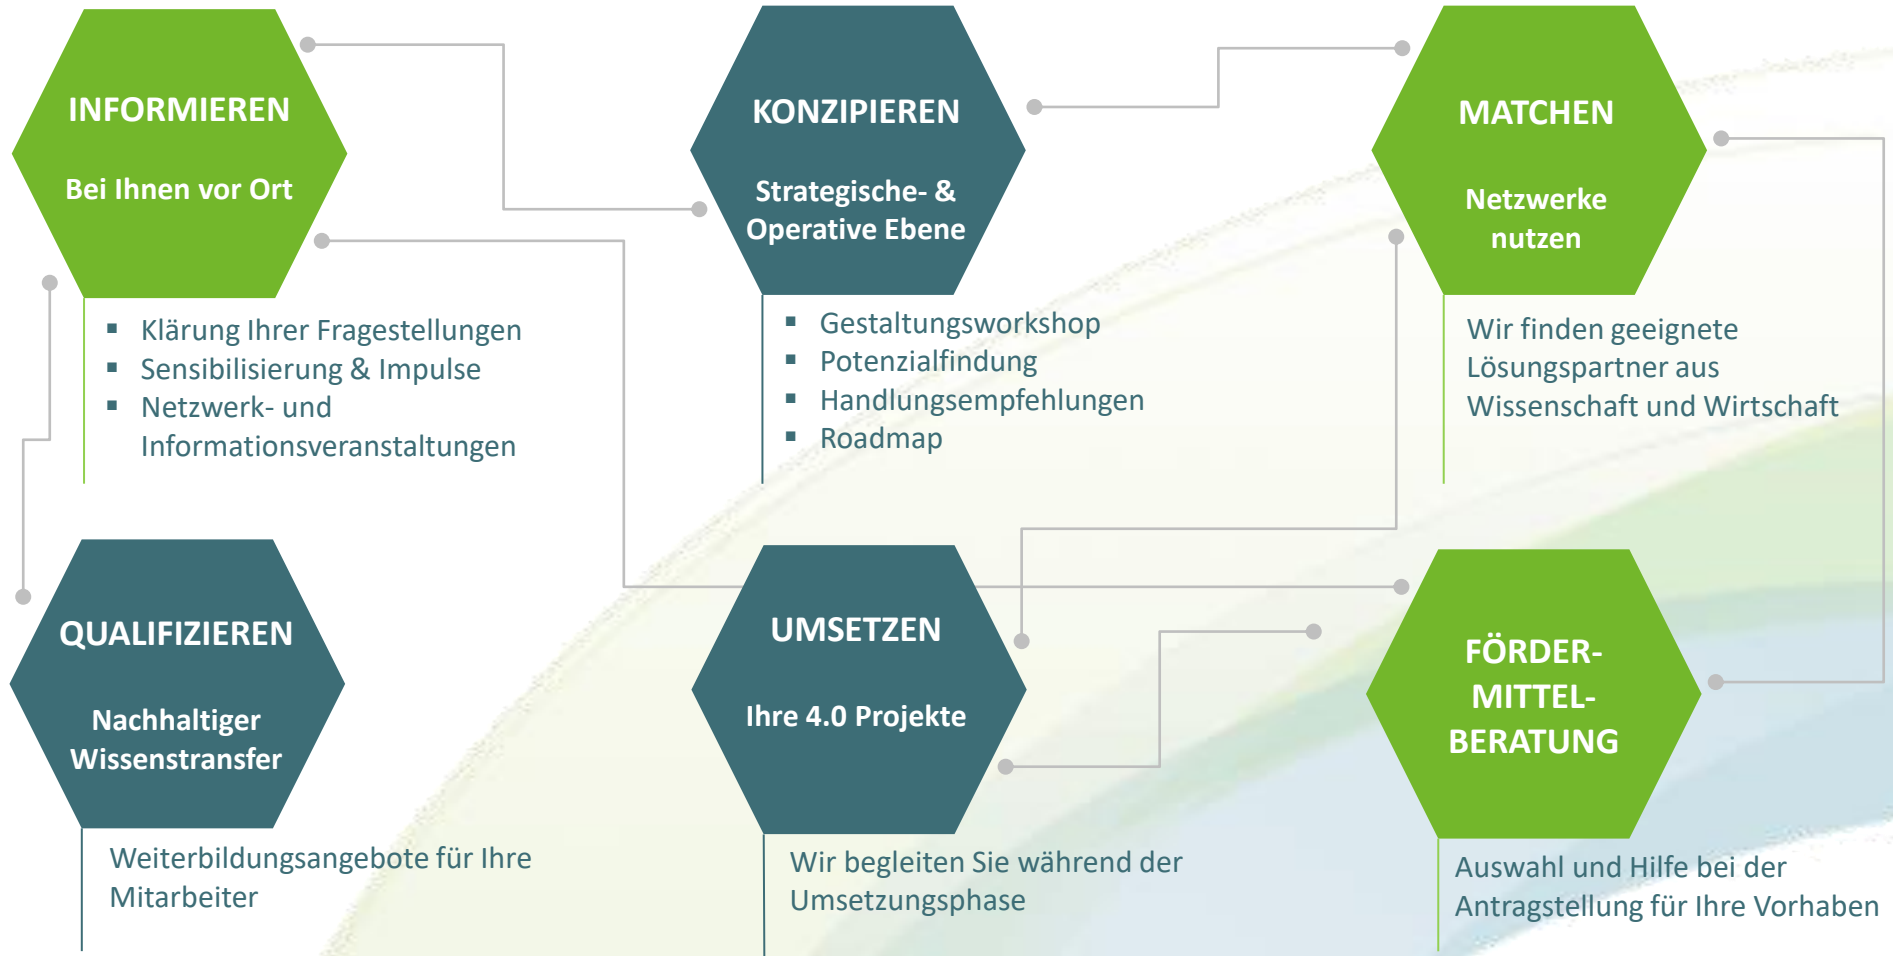 INFORMIEREN
Bei Ihnen vor Ort
▪ Klärung Ihrer Fragestellungen
▪ Sensibilisierung & Impulse
▪ Netzwerk- und
Informationsveranstaltungen
KONZIPIEREN
Strategische- &
Operative Ebene
▪ Gestaltungsworkshop
▪ Potenzialfindung
▪ Handlungsempfehlungen
▪ Roadmap
MATCHEN
Netzwerke
nutzen
Wir finden geeignete
Lösungspartner aus
Wissenschaft und Wirtschaft
QUALIFIZIEREN
Nachhaltiger
Wissenstransfer
Weiterbildungsangebote für Ihre
Mitarbeiter
UMSETZEN
Ihre 4.0 Projekte
Wir begleiten Sie während der
Umsetzungsphase
FÖRDER-
MITTEL-
BERATUNG
Auswahl und Hilfe bei der
Antragstellung für Ihre Vorhaben